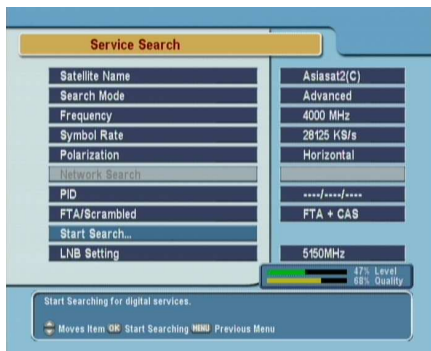 Service Search
Satellite Name Asiasat2(C)
Search Mode Advanced
Frequency 4000 MHz
Symbol Rate 28125 KS/s
Polarization Horizontal
Network Search
PID ----/----/----
FTA/Scrambled FTA + CAS
Start Search...
LNB Setting 5150MHz
47% Level
68% Quality
Start Searching for digital services.
Moves Item OK Start Searching MENU Previous Menu